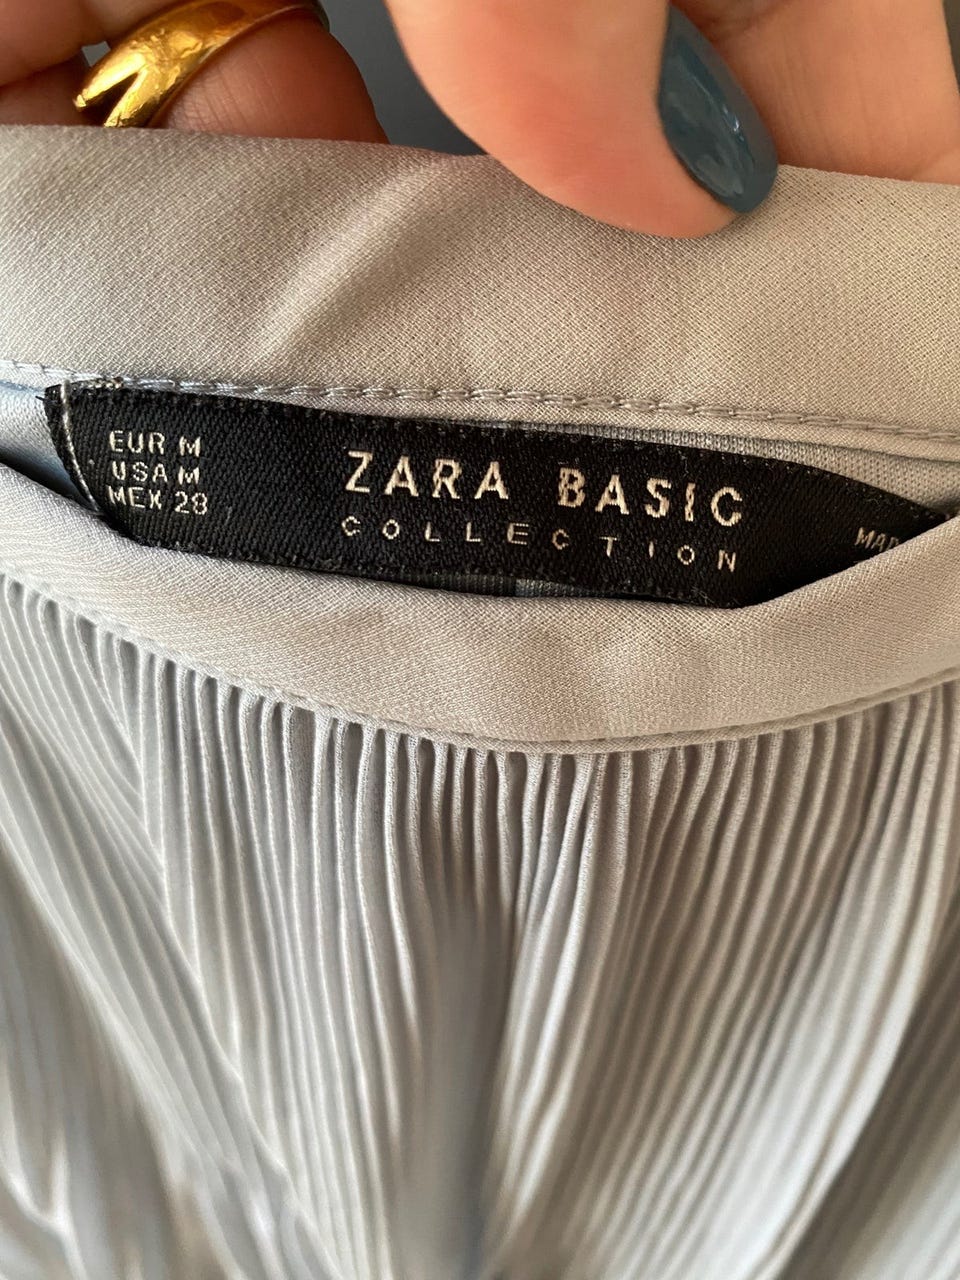 EUR M
USA M
MEX 28
ZARA BASIC
COLLECTION